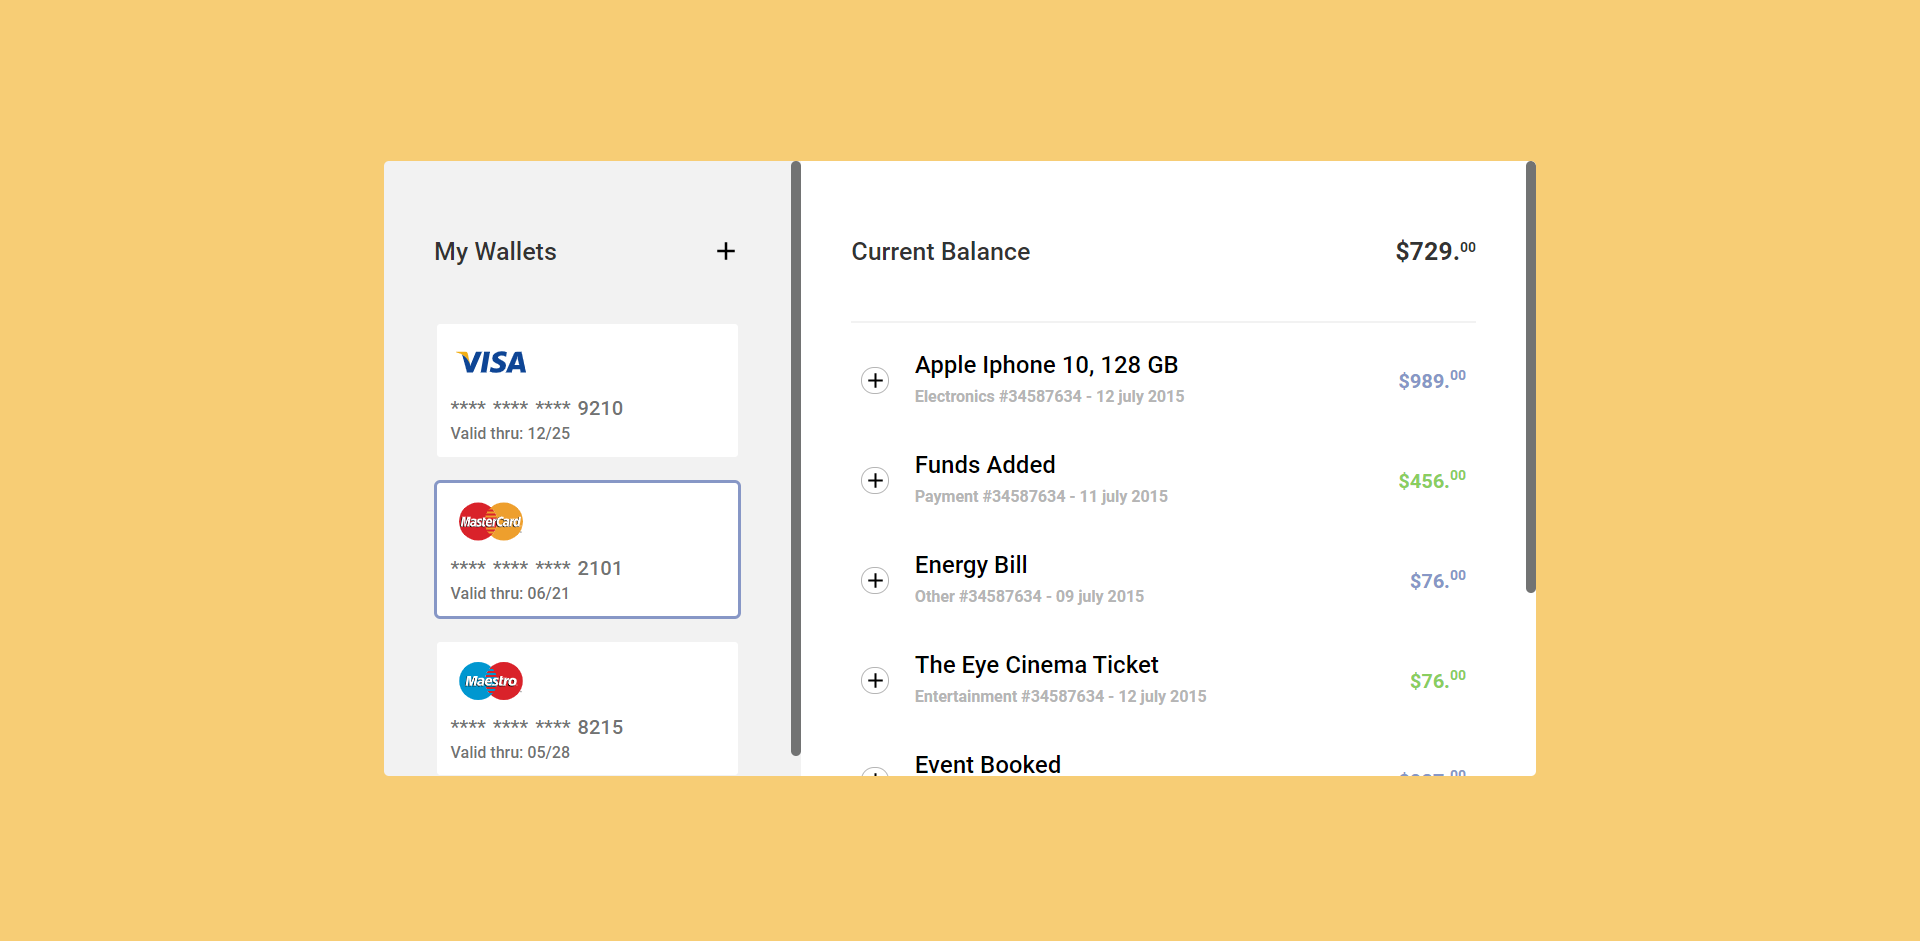 My Wallets
VISA
**** **** **** 9210
Valid thru: 12/25
MasterCard
**** **** **** 2101
Valid thru: 06/21
Maestro
**** **** **** 8215
Valid thru: 05/28
Current Balance $729.00
Apple Iphone 10, 128 GB
Electronics #34587634 - 12 july 2015
$989.00
Funds Added
Payment #34587634 - 11 july 2015
$456.00
Energy Bill
Other #34587634 - 09 july 2015
$76.00
The Eye Cinema Ticket
Entertainment #34587634 - 12 july 2015
$76.00
Event Booked